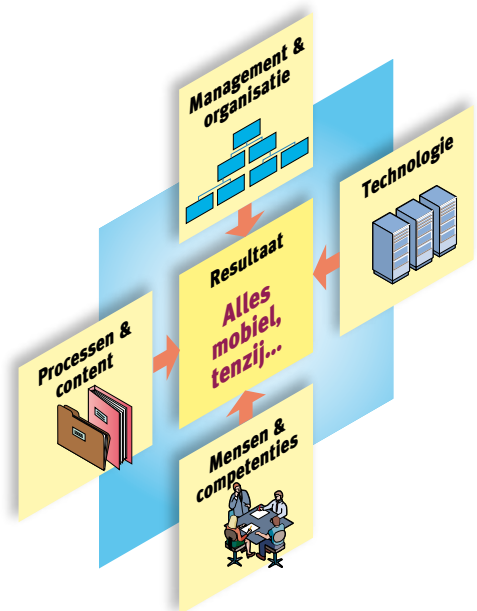 Management &
organisatie
Technologie
Resultaat
Alles
mobiel,
tenzij...
Processen &
content
Mensen &
competenties